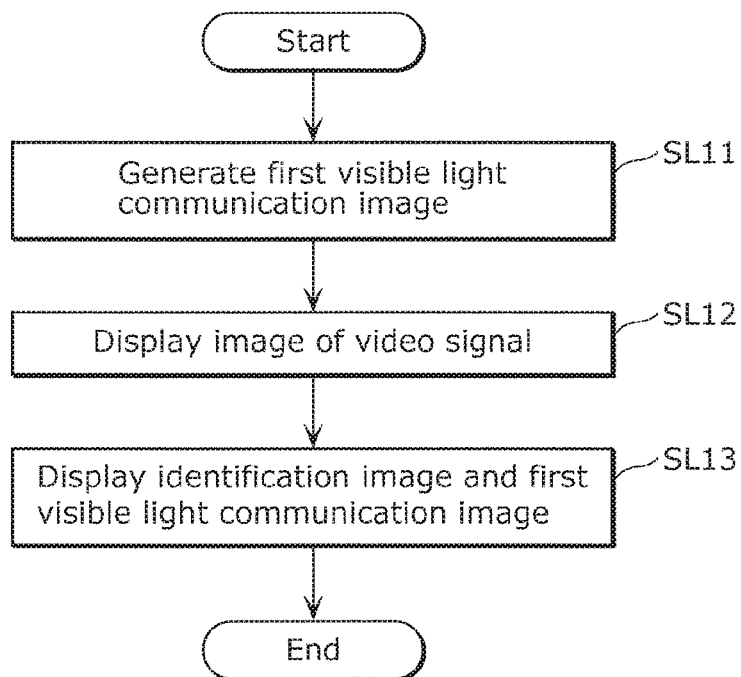 Start
SL11
Generate first visible light
communication image
SL12
Display image of video signal
SL13
Display identification image and first
visible light communication image
End